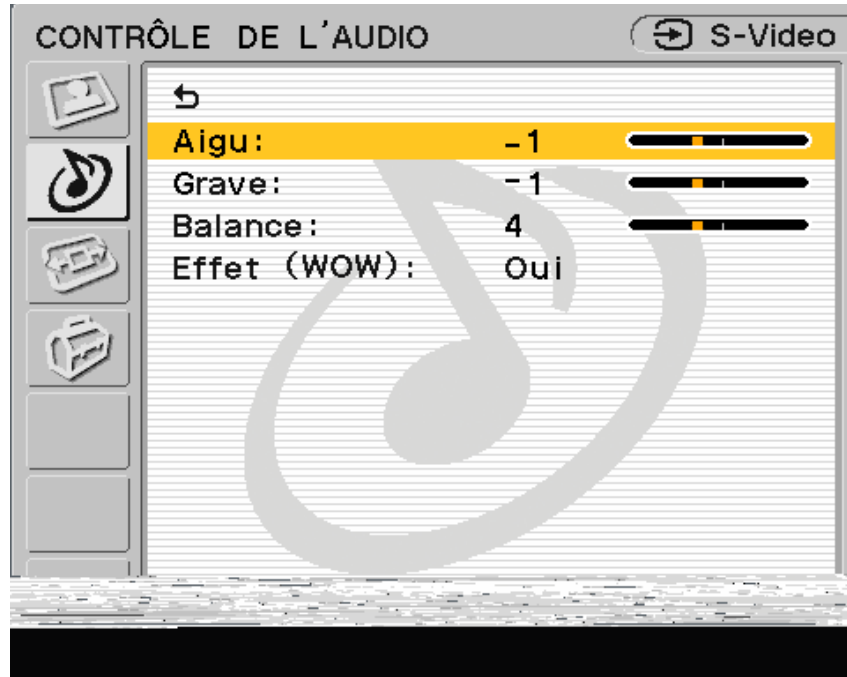 CONTRÔLE DE L'AUDIO S-Video
Aigu: -1
Grave: -1
Balance: 4
Effet (WOW): Oui